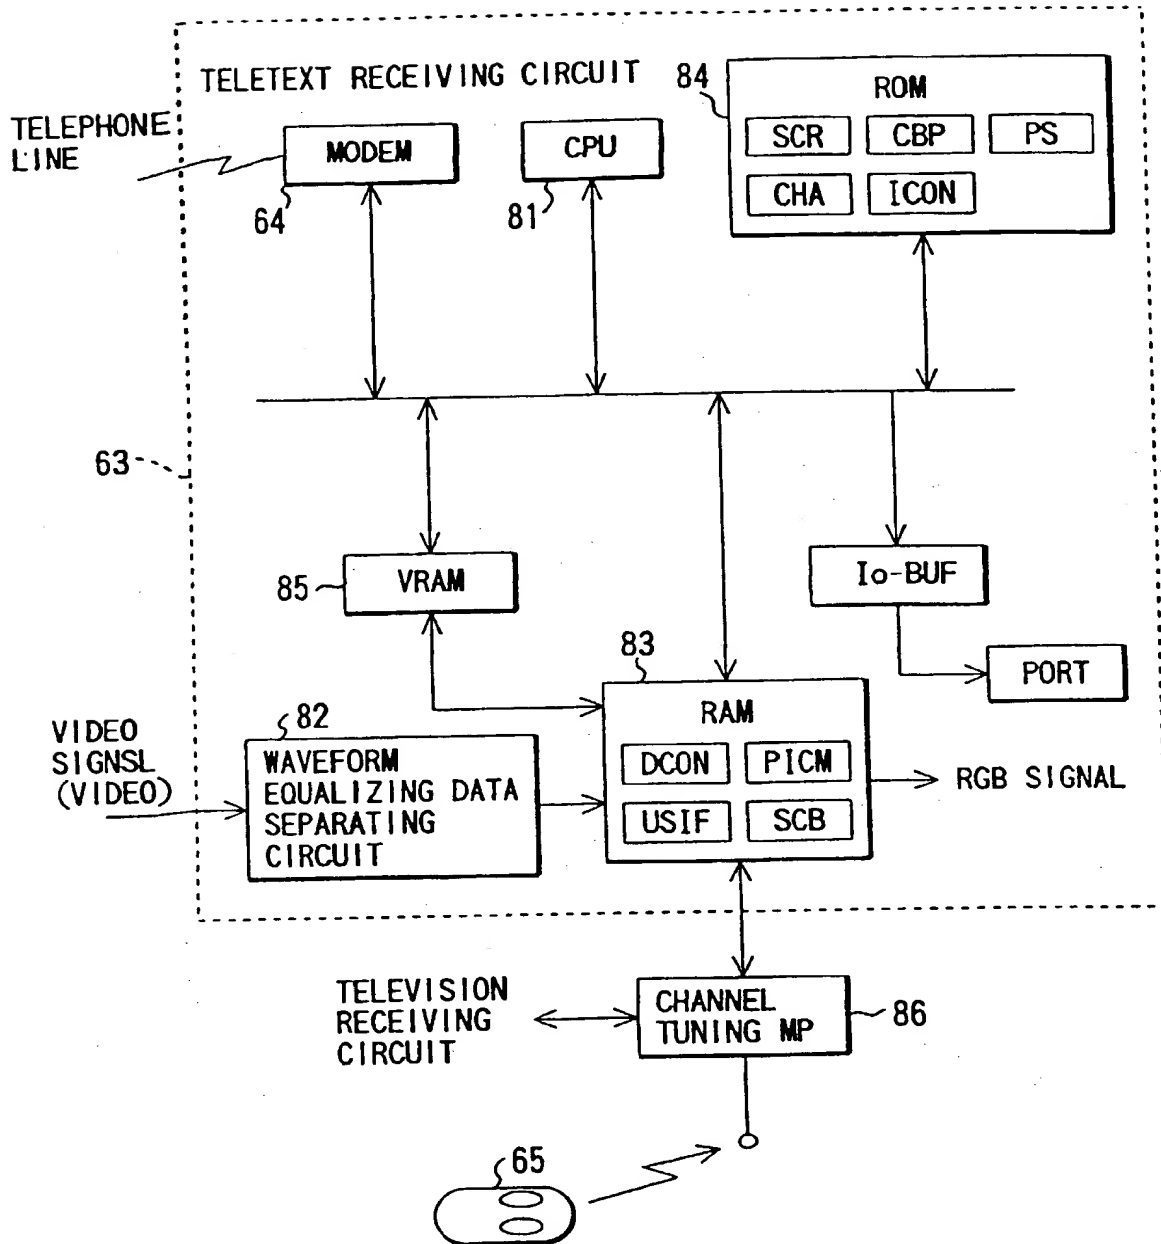 TELETEXT RECEIVING CIRCUIT
84
ROM
SCR
CBP
PS
CHA
ICON
TELEPHONE
LINE
MODEM
64
CPU
81
63
85
VRAM
Io-BUF
PORT
83
RAM
DCON
PICM
USIF
SCB
RGB SIGNAL
VIDEO
SIGNSL
(VIDEO)
82
WAVEFORM
EQUALIZING DATA
SEPARATING
CIRCUIT
TELEVISION
RECEIVING
CIRCUIT
CHANNEL
TUNING MP
86
65